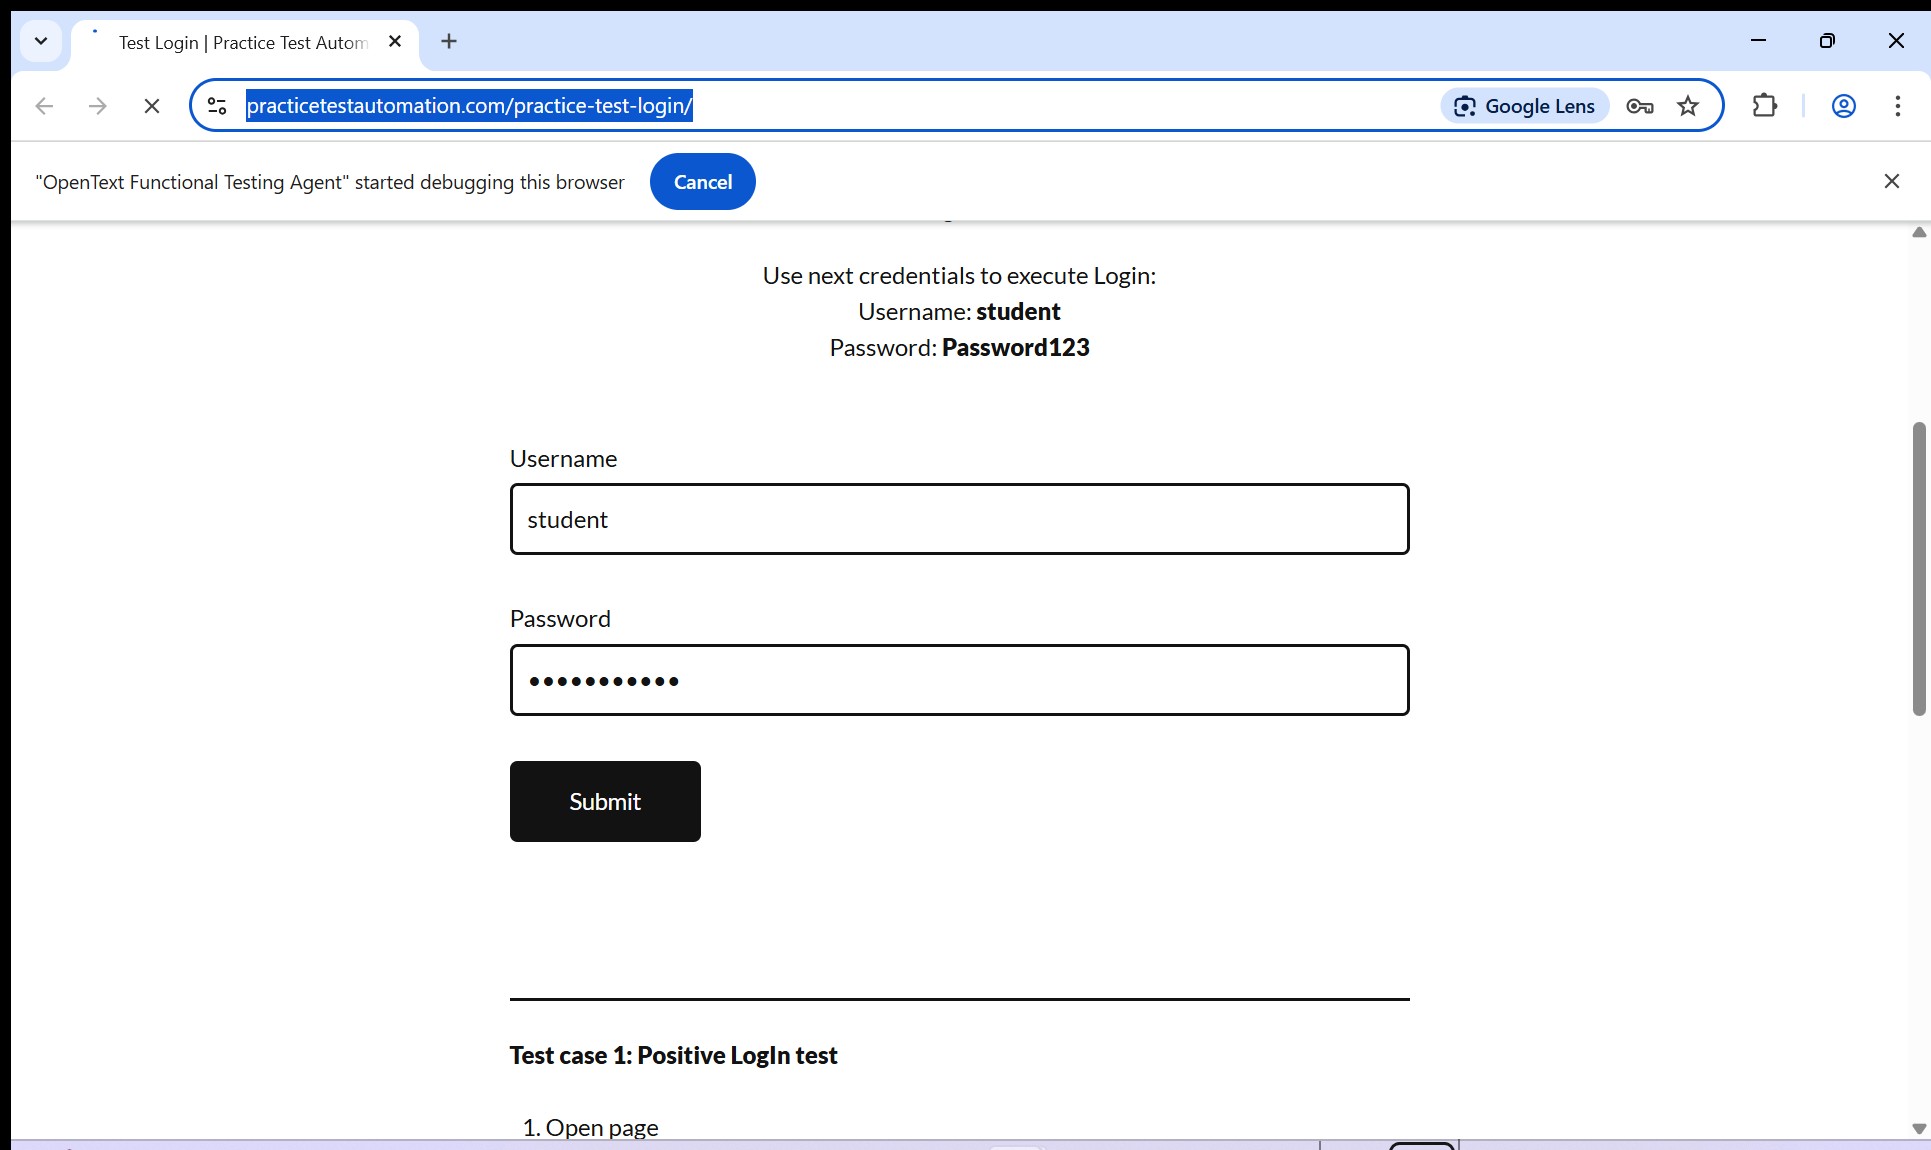 Test Login | Practice Test Autom
practicetestautomation.com/practice-test-login/
Google Lens
"OpenText Functional Testing Agent" started debugging this browser
Cancel
Use next credentials to execute Login:
Username: student
Password: Password123
Username
student
Password
•••••••••••
Submit
Test case 1: Positive LogIn test
1. Open page